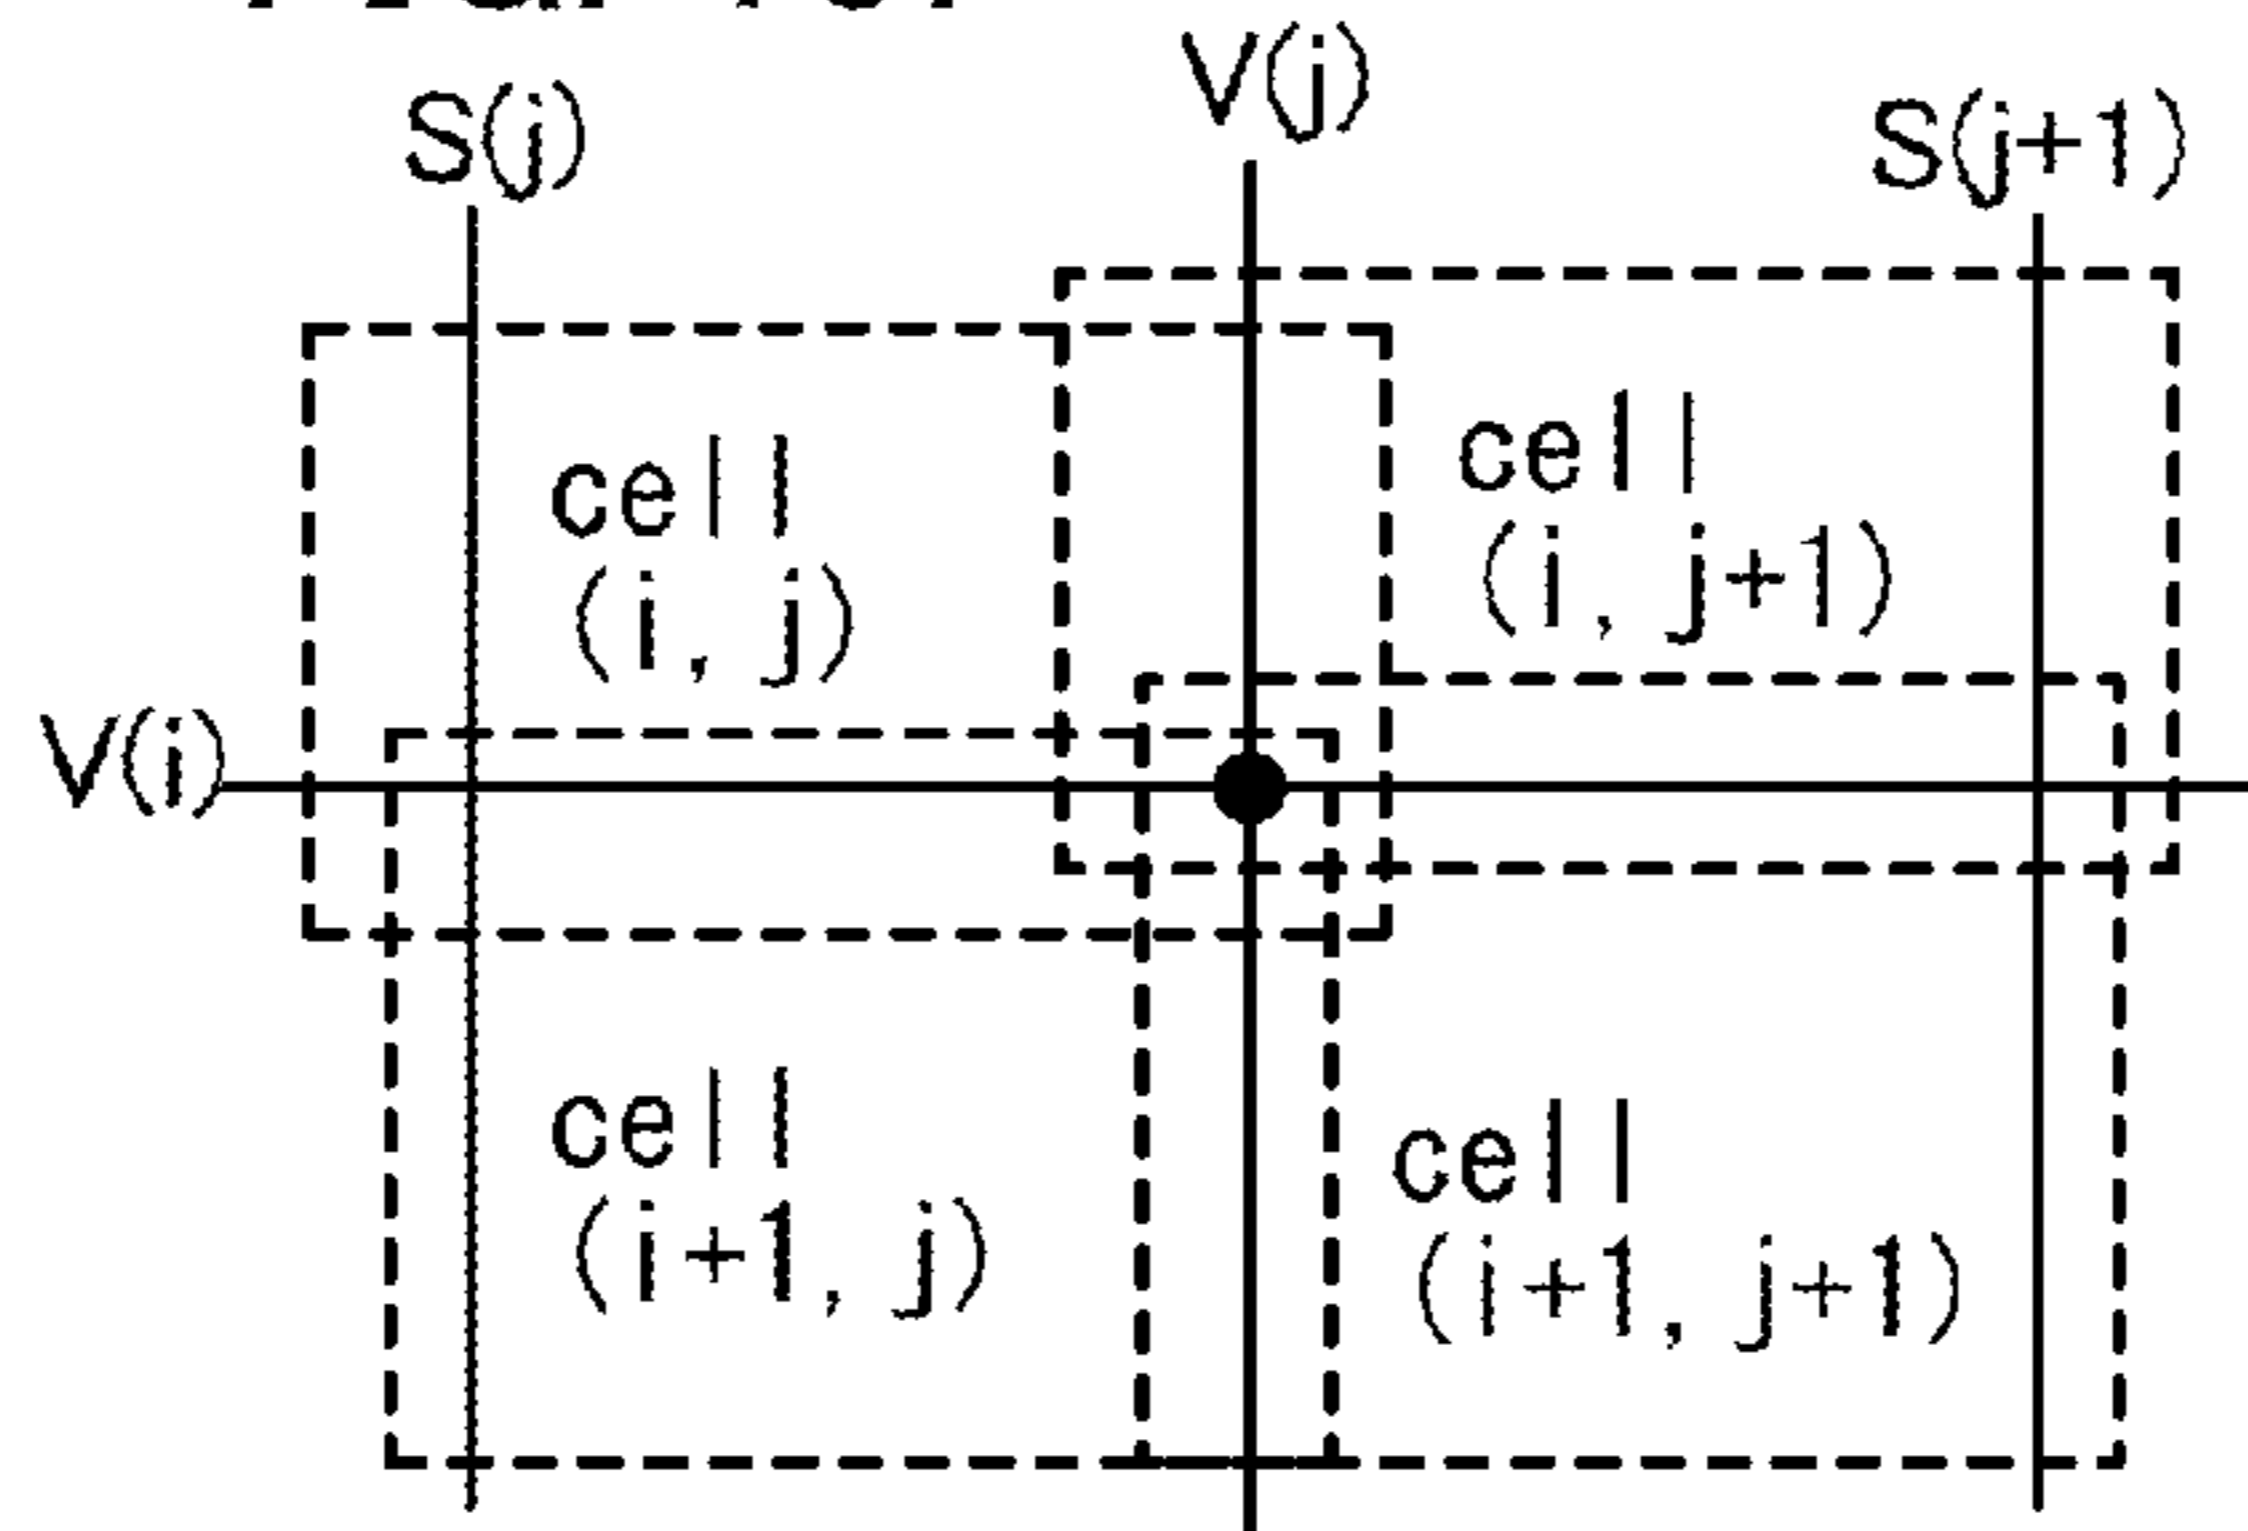 V(j)
S(j)
S(j+1)
cell
(i, j)
cell
(i, j+1)
V(i)
cell
(i+1, j)
cell
(i+1, j+1)